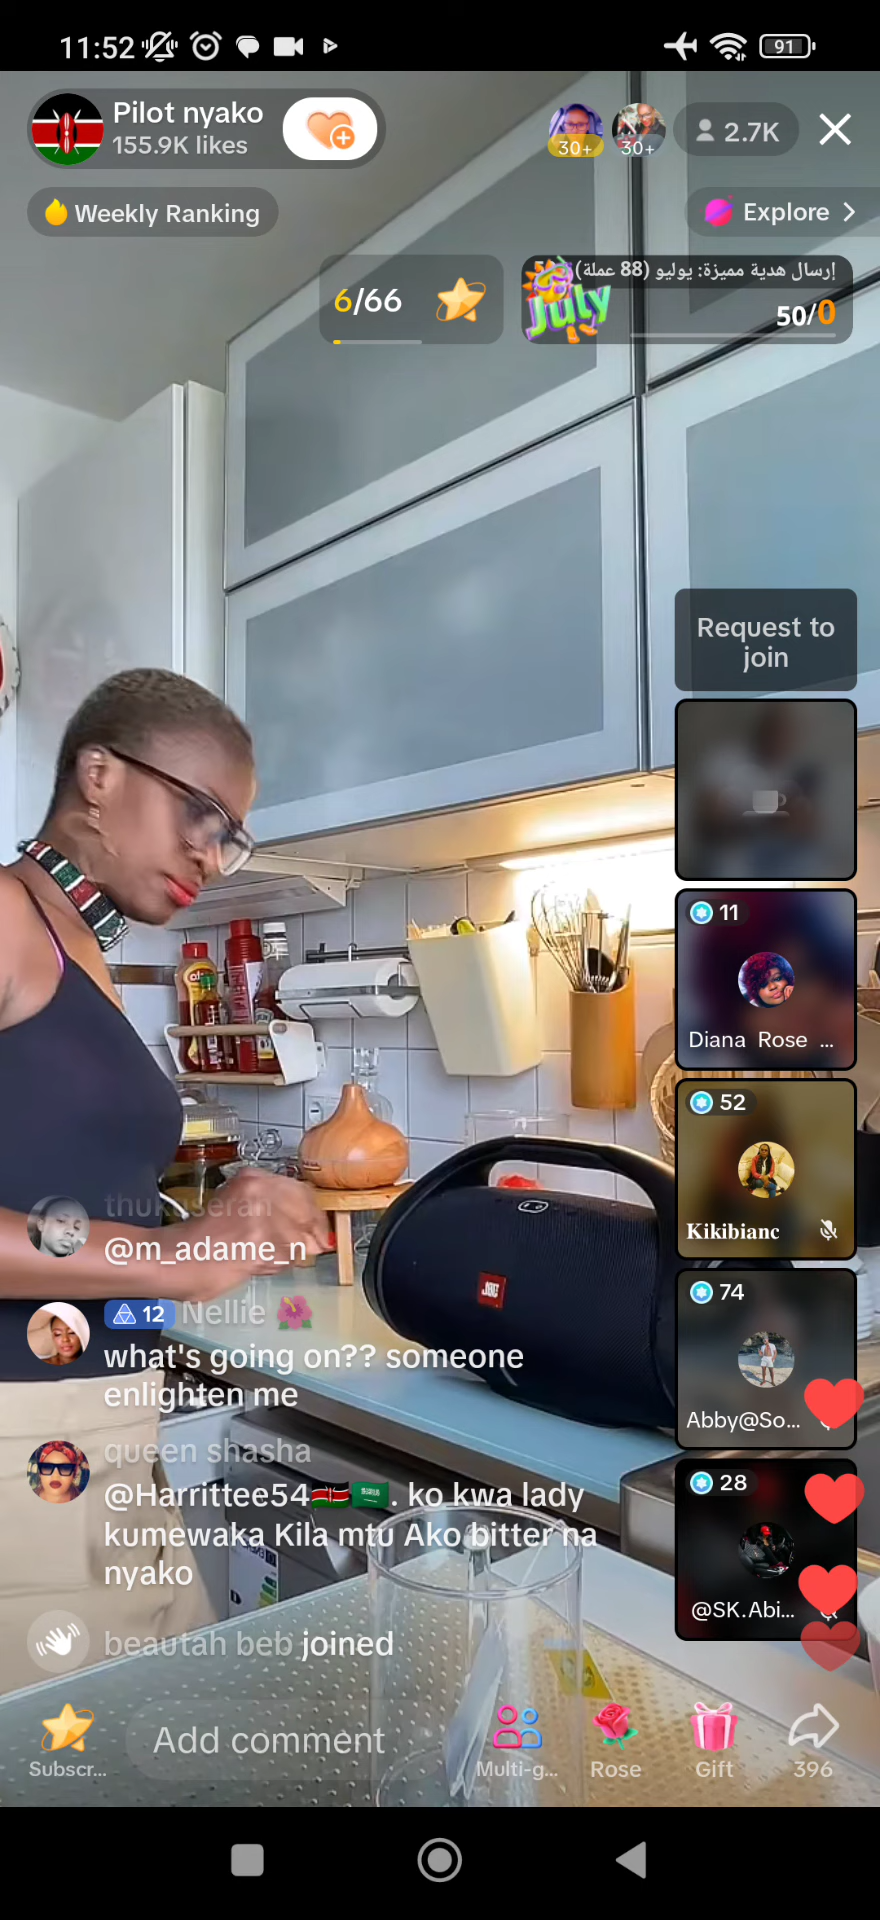 11:52
91
Pilot nyako
155.9K likes
30+
30+
2.7K
Weekly Ranking
Explore
6/66
إرسال هدية مميزة: يوليو (88 عملة)
July
50/0
Request to
join
11
Diana Rose ...
52
Kikibianc
74
Abby@So...
28
@SK.Abi...
JBL
thukuseran
@m_adame_n
12 Nellie 🌺
what's going on?? someone
enlighten me
queen shasha
@Harrittee54🇰🇪🇸🇦. ko kwa lady
kumewaka Kila mtu Ako bitter na
nyako
beautah beb joined
Subscr...
Add comment
Multi-g...
Rose
Gift
396